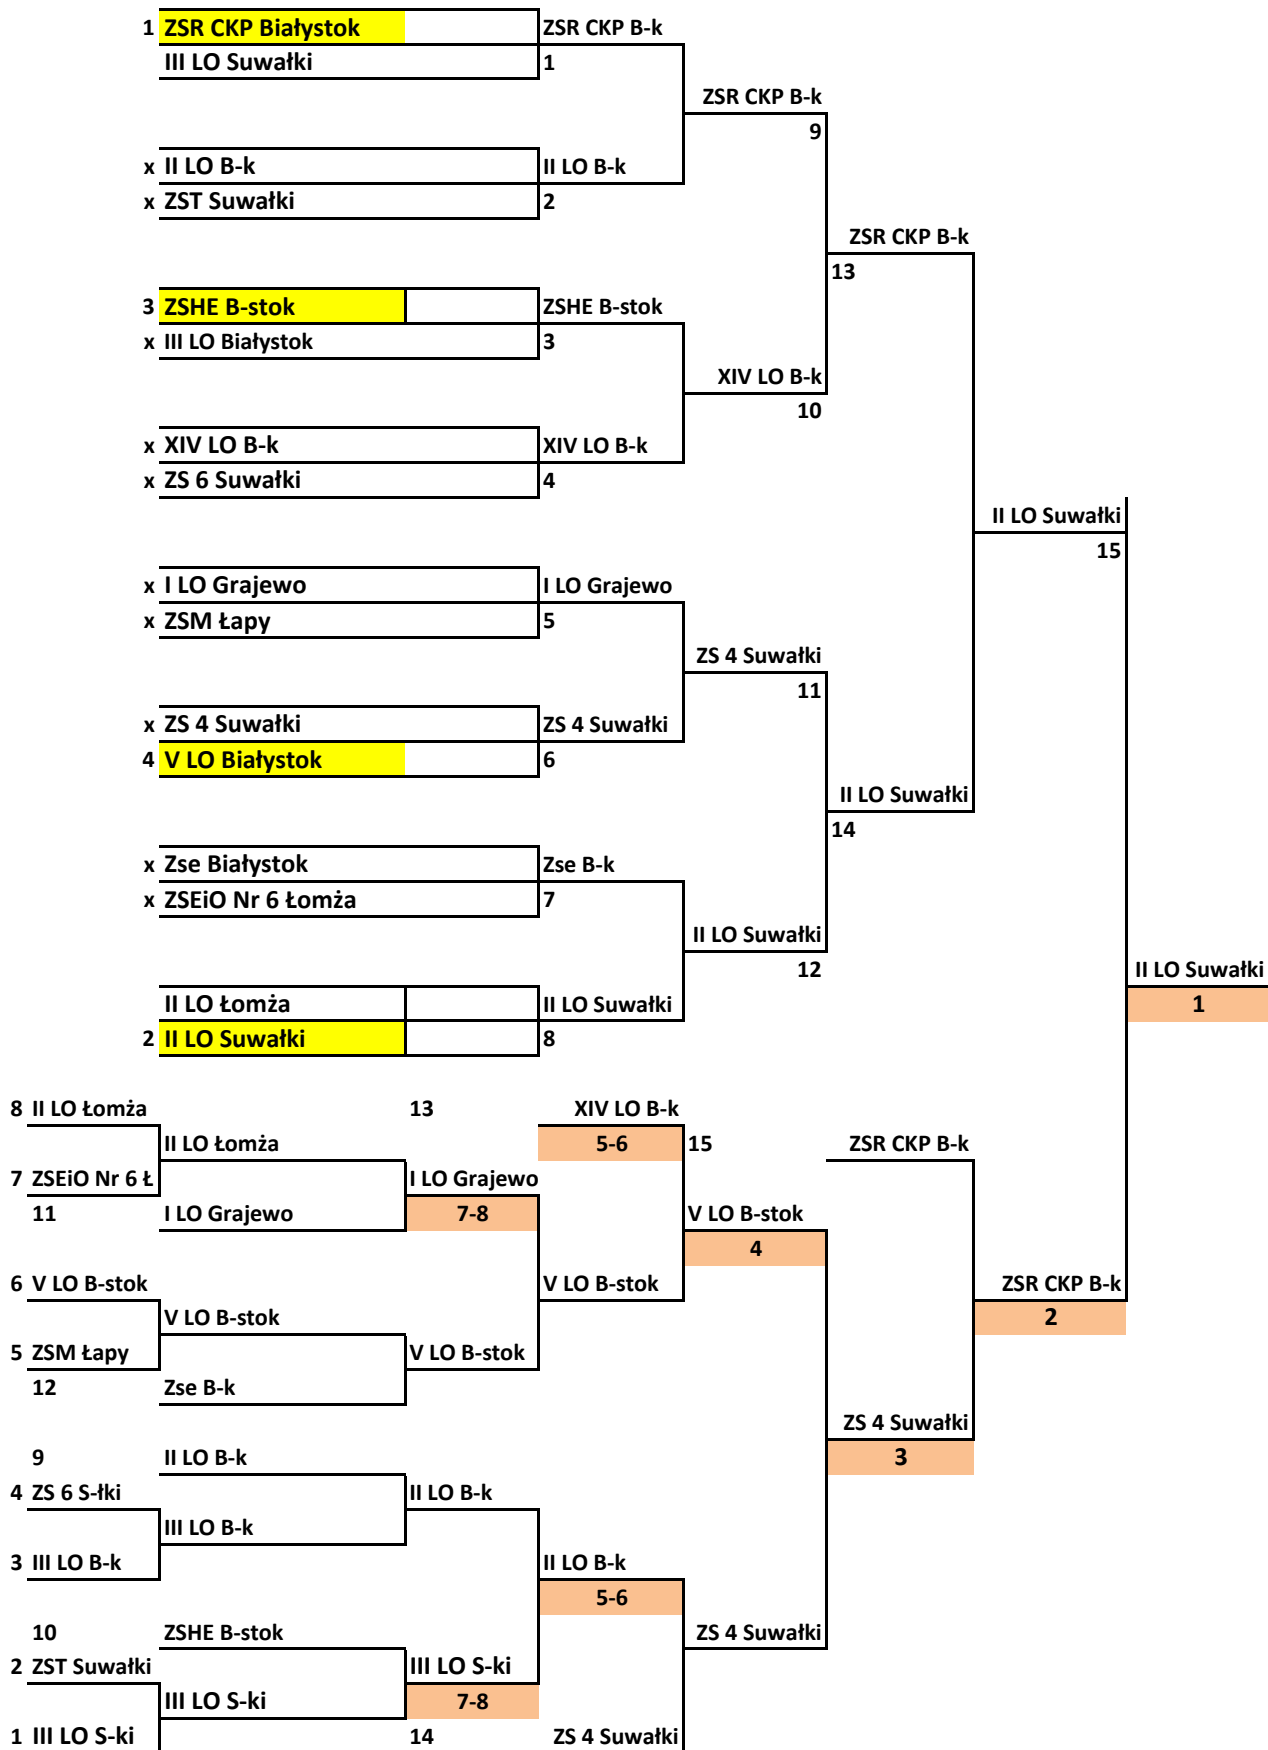 1 ZSR CKP Białystok ZSR CKP B-k
III LO Suwałki 1
ZSR CKP B-k
9
x II LO B-k II LO B-k
x ZST Suwałki 2
ZSR CKP B-k
13
3 ZSHE B-stok ZSHE B-stok
x III LO Białystok 3
XIV LO B-k
10
x XIV LO B-k XIV LO B-k
x ZS 6 Suwałki 4
II LO Suwałki
15
x I LO Grajewo I LO Grajewo
x ZSM Łapy 5
ZS 4 Suwałki
11
x ZS 4 Suwałki ZS 4 Suwałki
4 V LO Białystok 6
II LO Suwałki
14
x Zse Białystok Zse B-k
x ZSEiO Nr 6 Łomża 7
II LO Suwałki
12 II LO Suwałki
II LO Łomża II LO Suwałki 1
2 II LO Suwałki 8
8 II LO Łomża 13 XIV LO B-k
II LO Łomża 5-6 15 ZSR CKP B-k
7 ZSEiO Nr 6 Ł I LO Grajewo
11 I LO Grajewo 7-8 V LO B-stok
4
6 V LO B-stok V LO B-stok ZSR CKP B-k
V LO B-stok 2
5 ZSM Łapy V LO B-stok
12 Zse B-k
ZS 4 Suwałki
9 II LO B-k 3
4 ZS 6 S-łki II LO B-k
III LO B-k
3 III LO B-k II LO B-k
5-6
10 ZSHE B-stok ZS 4 Suwałki
2 ZST Suwałki III LO S-ki
III LO S-ki 7-8
1 III LO S-ki 14 ZS 4 Suwałki